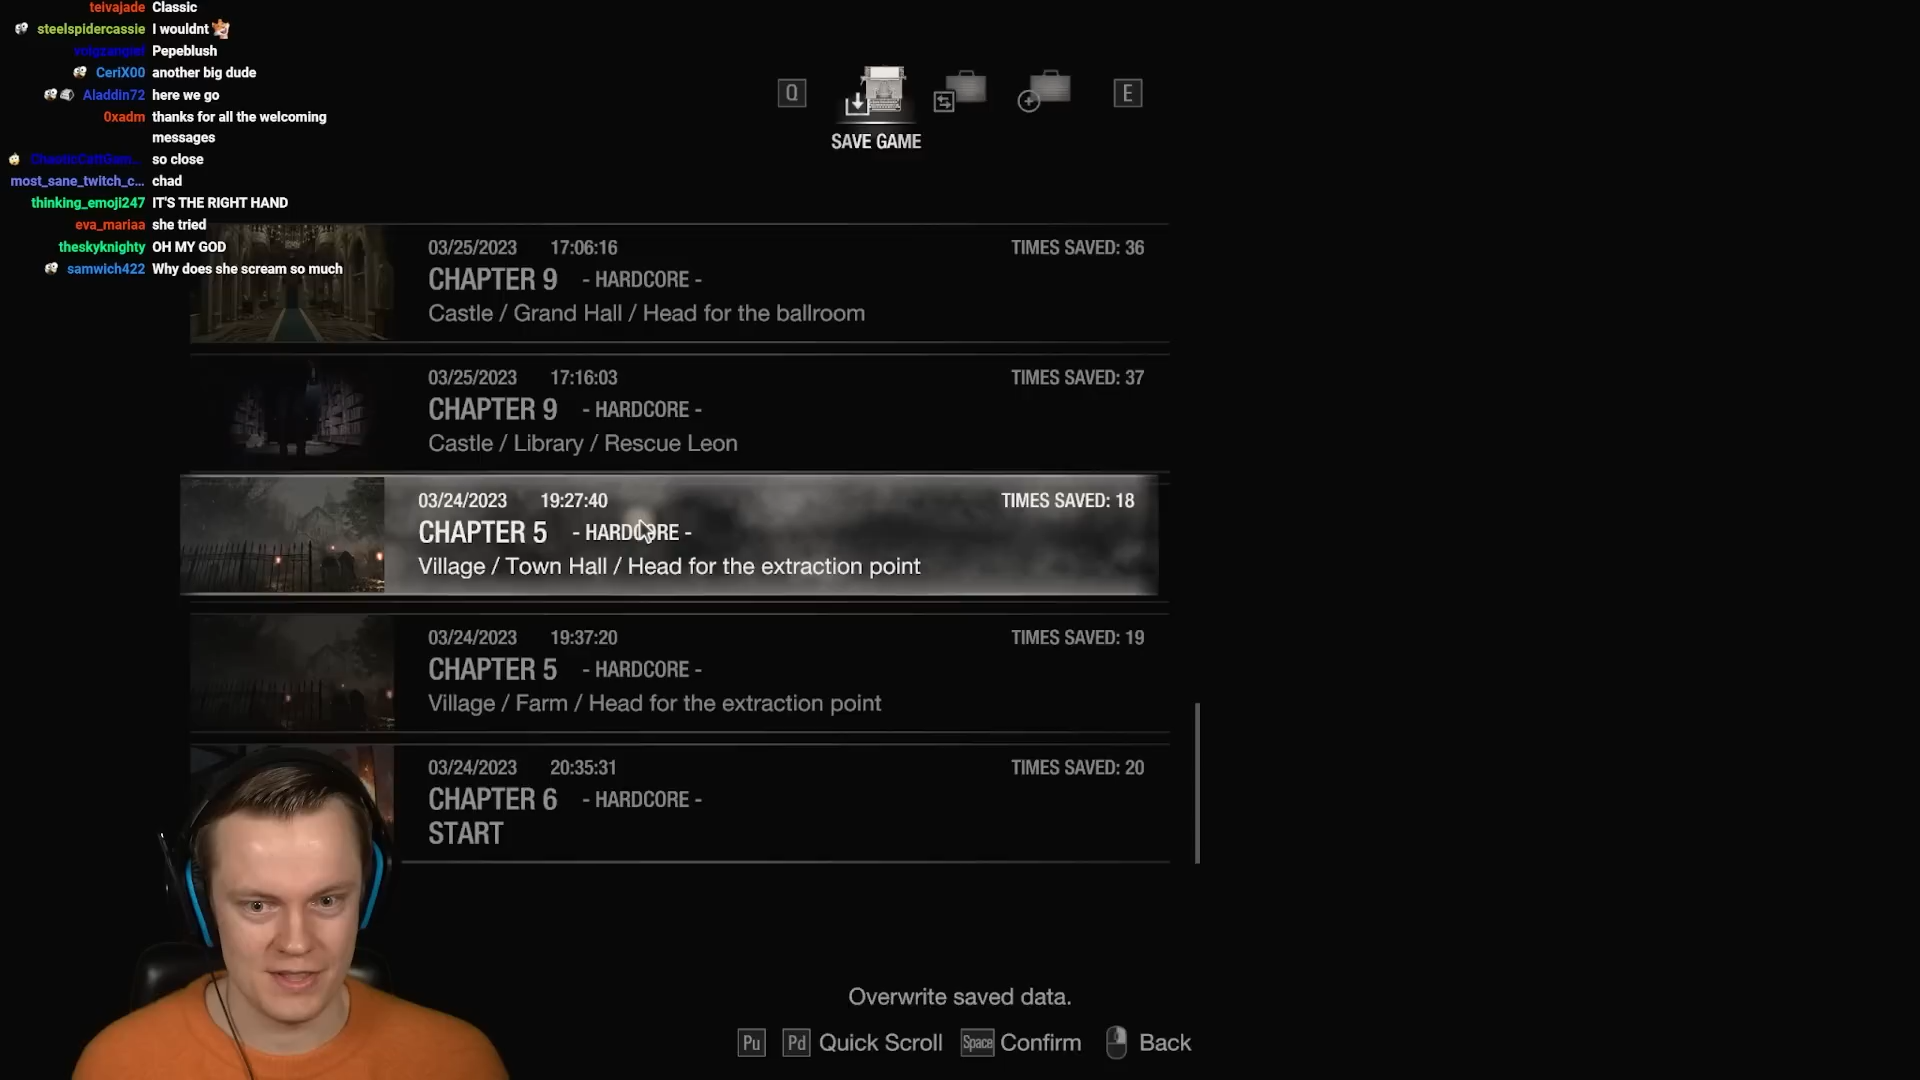 teivajade Classic
steelspidercassie I wouldnt
volgzangief Pepeblush
CeriX00 another big dude
Aladdin72 here we go
0xadm thanks for all the welcoming
messages
ChaoticCattGam... so close
most_sane_twitch_c... chad
thinking_emoji247 IT'S THE RIGHT HAND
eva_mariaa she tried
theskyknighty OH MY GOD
samwich422 Why does she scream so much
Q
E
SAVE GAME
03/25/2023 17:06:16 TIMES SAVED: 36
CHAPTER 9 - HARDCORE -
Castle / Grand Hall / Head for the ballroom
03/25/2023 17:16:03 TIMES SAVED: 37
CHAPTER 9 - HARDCORE -
Castle / Library / Rescue Leon
03/24/2023 19:27:40 TIMES SAVED: 18
CHAPTER 5 - HARDCORE -
Village / Town Hall / Head for the extraction point
03/24/2023 19:37:20 TIMES SAVED: 19
CHAPTER 5 - HARDCORE -
Village / Farm / Head for the extraction point
03/24/2023 20:35:31 TIMES SAVED: 20
CHAPTER 6 - HARDCORE -
START
Overwrite saved data.
Pu Pd Quick Scroll Space Confirm Back